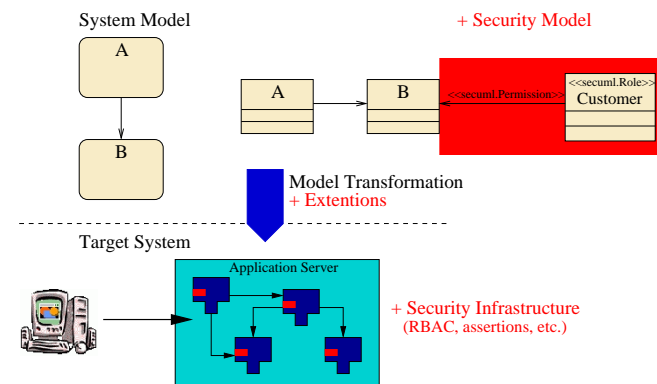 System Model
+ Security Model
A
B
A
B
<<secuml.Permission>>
<<secuml.Role>>
Customer
Model Transformation
+ Extentions
Target System
Application Server
+ Security Infrastructure
(RBAC, assertions, etc.)